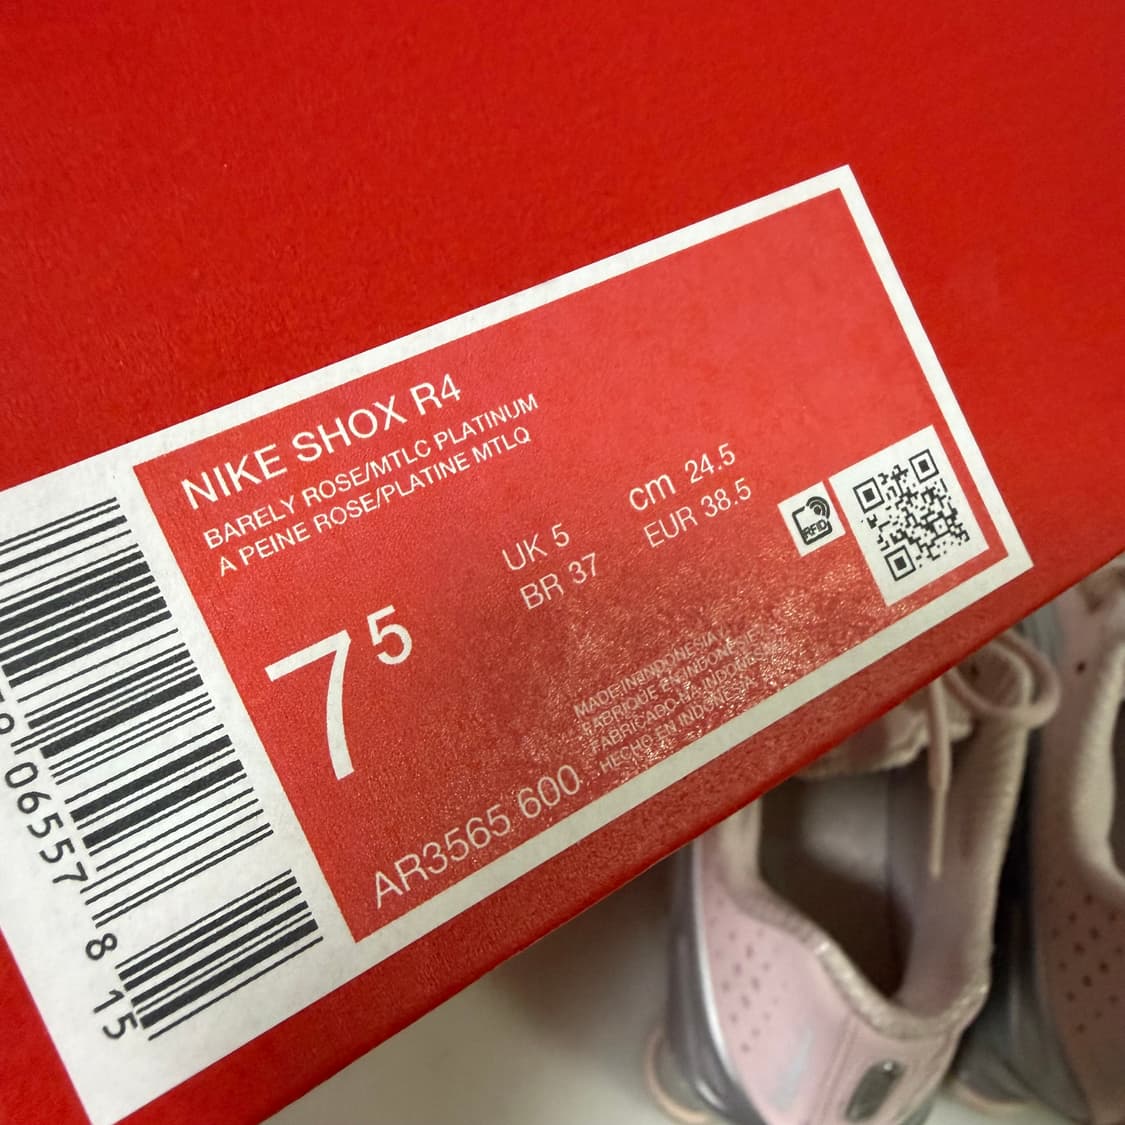 NIKE SHOX R4
BARELY ROSE/MTLC PLATINUM
A PEINE ROSE/PLATINE MTLQ
UK 5
cm 24.5
BR 37
EUR 38.5
7 5
RFID
MADE IN INDONESIA
FABRIQUE EN INDONESIE
FABRICADO NA INDONESIA
HECHO EN INDONESIA
AR3565 600
06557
8
15